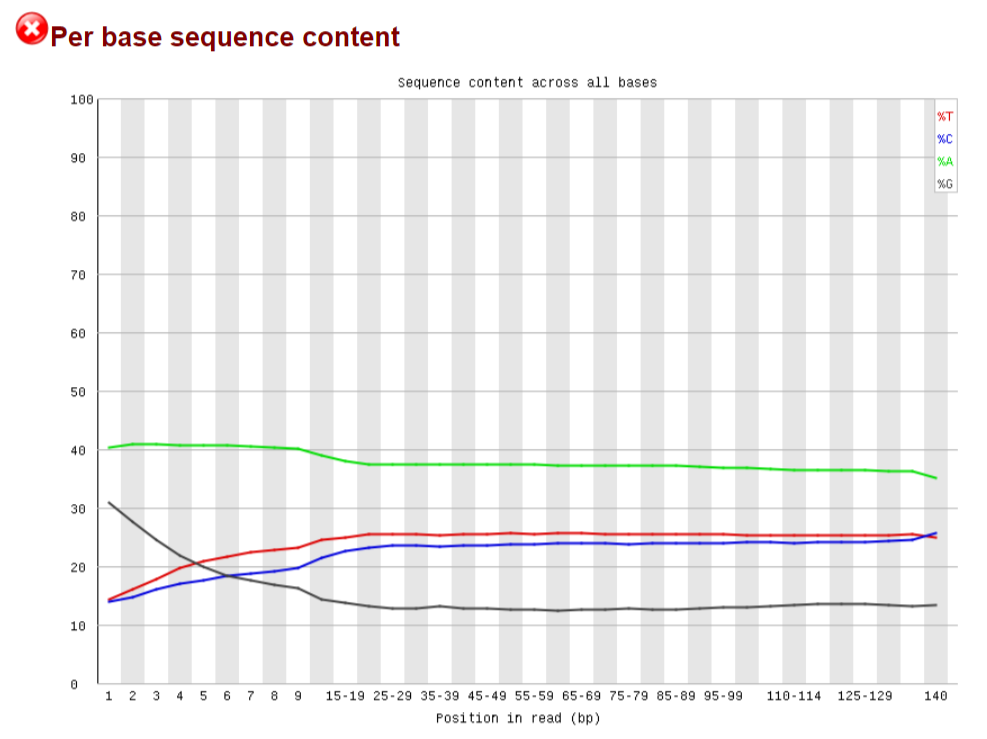 Per base sequence content
Sequence content across all bases
100
90
80
70
60
50
40
30
20
10
0
%T
%C
%A
%G
1 2 3 4 5 6 7 8 9 15-19 25-29 35-39 45-49 55-59 65-69 75-79 85-89 95-99 110-114 125-129 140
Position in read (bp)